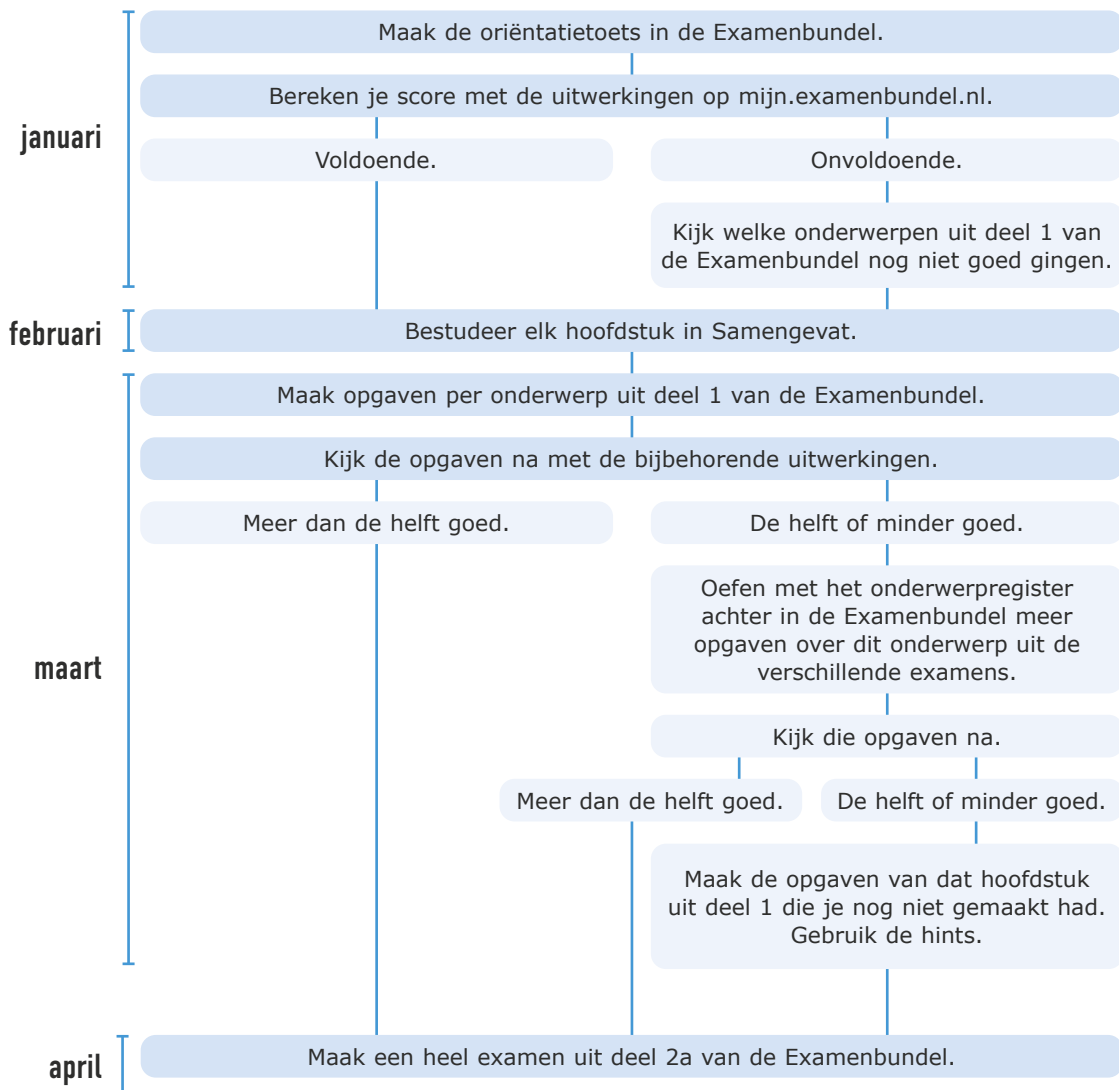 januari
Maak de oriëntatietoets in de Examenbundel.
Bereken je score met de uitwerkingen op mijn.examenbundel.nl.
Voldoende.
Onvoldoende.
Kijk welke onderwerpen uit deel 1 van
de Examenbundel nog niet goed gingen.
februari
Bestudeer elk hoofdstuk in Samengevat.
maart
Maak opgaven per onderwerp uit deel 1 van de Examenbundel.
Kijk de opgaven na met de bijbehorende uitwerkingen.
Meer dan de helft goed.
De helft of minder goed.
Oefen met het onderwerpregister
achter in de Examenbundel meer
opgaven over dit onderwerp uit de
verschillende examens.
Kijk die opgaven na.
Meer dan de helft goed.
De helft of minder goed.
Maak de opgaven van dat hoofdstuk
uit deel 1 die je nog niet gemaakt had.
Gebruik de hints.
april
Maak een heel examen uit deel 2a van de Examenbundel.